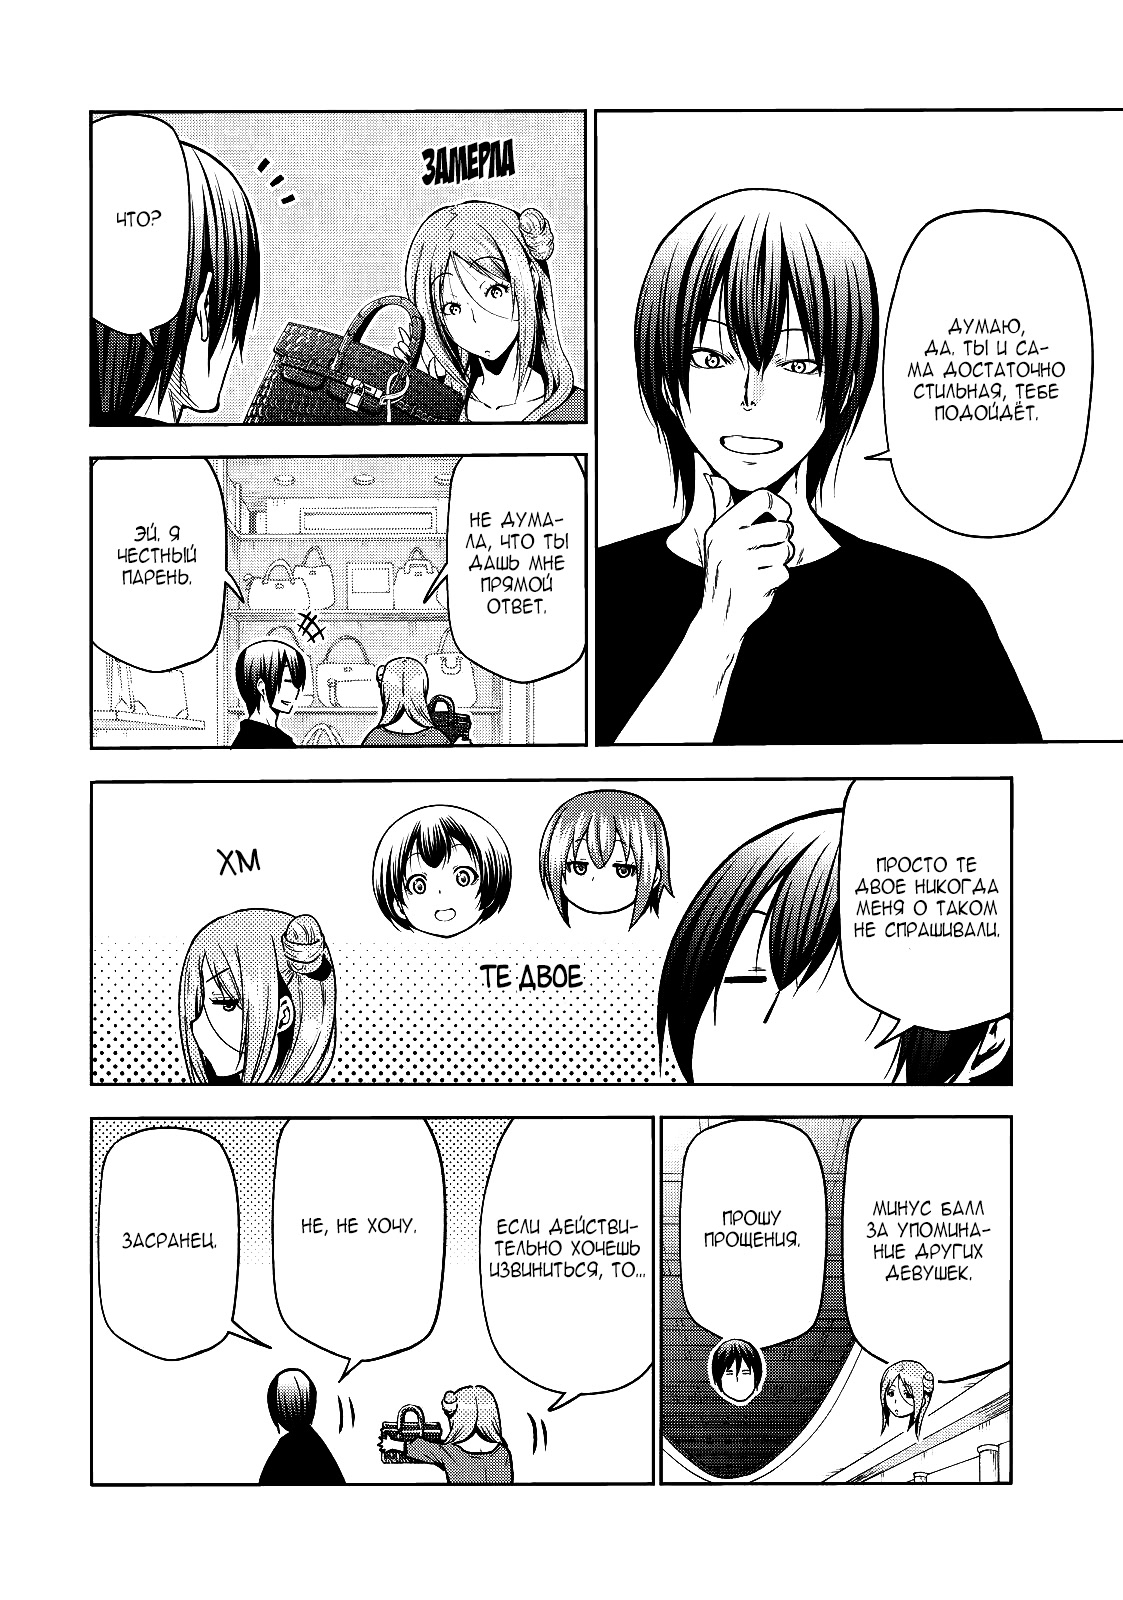 ДУМАЮ,
ДА. ТЫ И СА-
МА ДОСТАТОЧНО
СТИЛЬНАЯ, ТЕБЕ
ПОДОЙДЁТ.
ЗАМЕРЛА
ЧТО?
НЕ ДУМА-
ЛА, ЧТО ТЫ
ДАШЬ МНЕ
ПРЯМОЙ
ОТВЕТ.
ЭЙ. Я
ЧЕСТНЫЙ
ПАРЕНЬ.
ПРОСТО ТЕ
ДВОЕ НИКОГДА
МЕНЯ О ТАКОМ
НЕ СПРАШИВАЛИ.
ТЕ ДВОЕ
ХМ
МИНУС БАЛЛ
ЗА УПОМИНА-
НИЕ ДРУГИХ
ДЕВУШЕК.
ПРОШУ
ПРОЩЕНИЯ.
ЕСЛИ ДЕЙСТВИ-
ТЕЛЬНО ХОЧЕШЬ
ИЗВИНИТЬСЯ, ТО...
НЕ, НЕ ХОЧУ.
ЗАСРАНЕЦ.